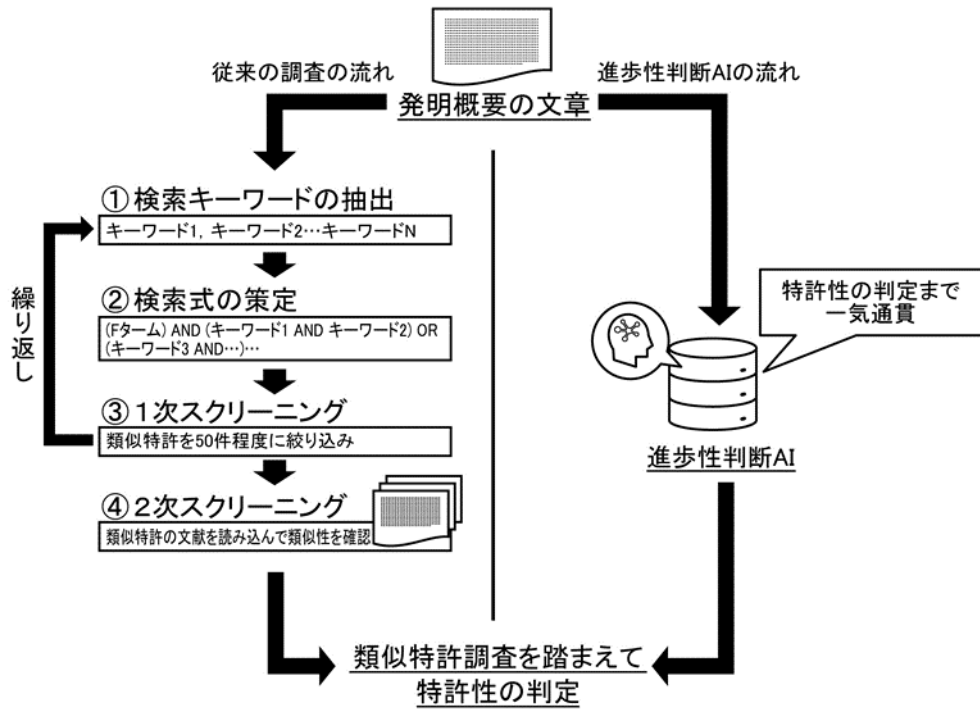 従来の調査の流れ
進歩性判断AIの流れ
発明概要の文章
①検索キーワードの抽出
キーワード1, キーワード2…キーワードN
②検索式の策定
(Fターム) AND (キーワード1 AND キーワード2) OR
(キーワード3 AND…)…
③1次スクリーニング
類似特許を50件程度に絞り込み
④2次スクリーニング
類似特許の文献を読み込んで類似性を確認
繰り返し
特許性の判定まで
一気通貫
進歩性判断AI
類似特許調査を踏まえて
特許性の判定